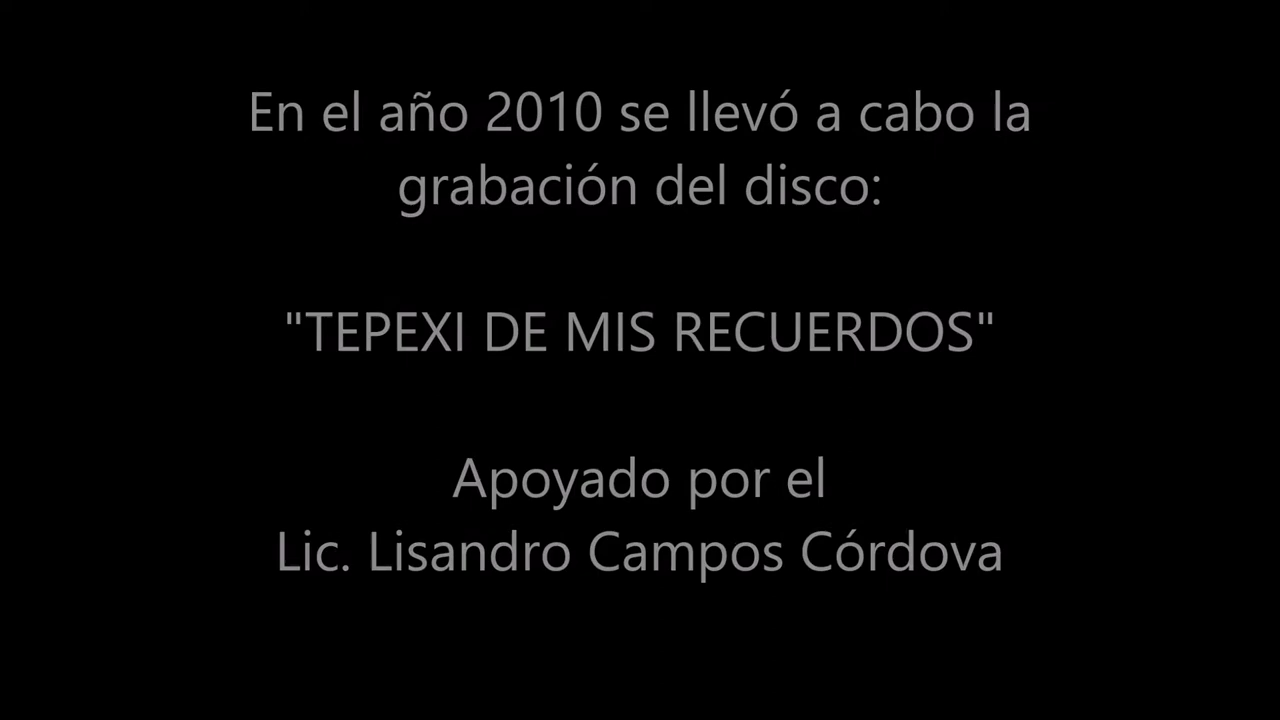 En el año 2010 se llevó a cabo la
grabación del disco:
"TEPEXI DE MIS RECUERDOS"
Apoyado por el
Lic. Lisandro Campos Córdova